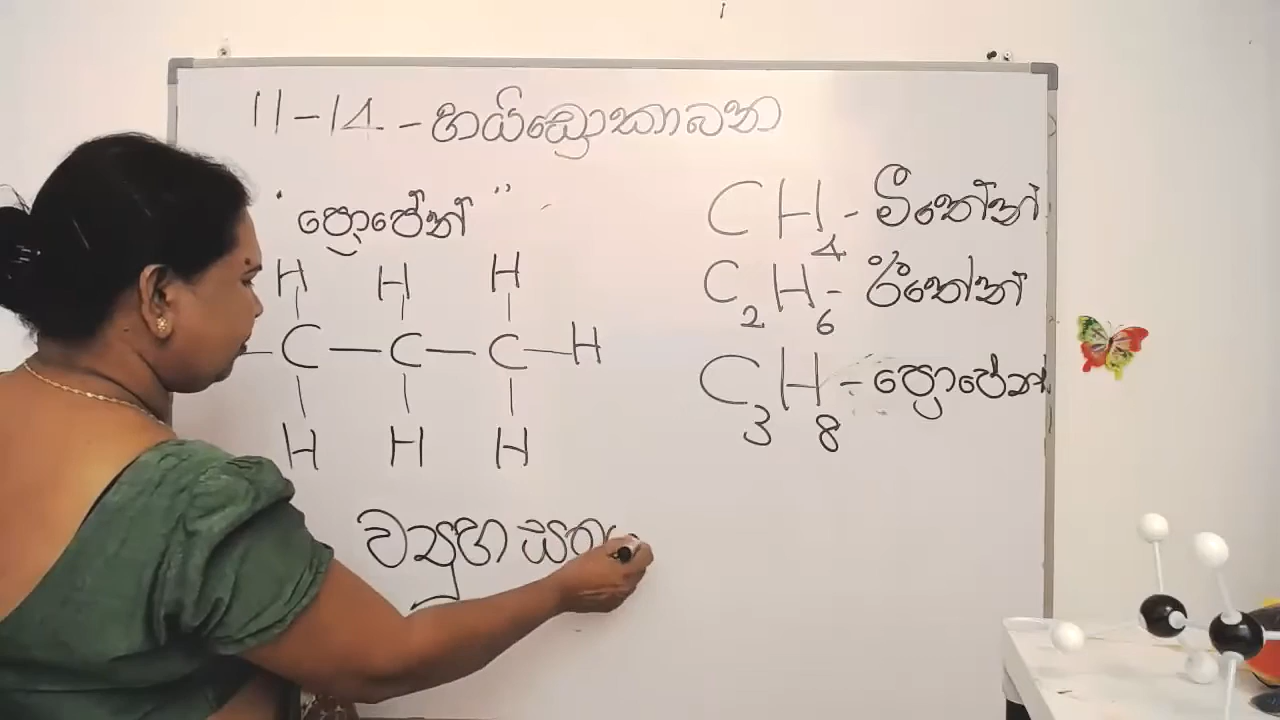 11-14 - හයිඩ්‍රොකාබන
"ප්‍රොපේන්"
H H H
C — C — C — H
H H H
ව්‍යුහ
CH4 - මීතේන්
C2H6 - ඊතේන්
C3H8 - ප්‍රොපේන්